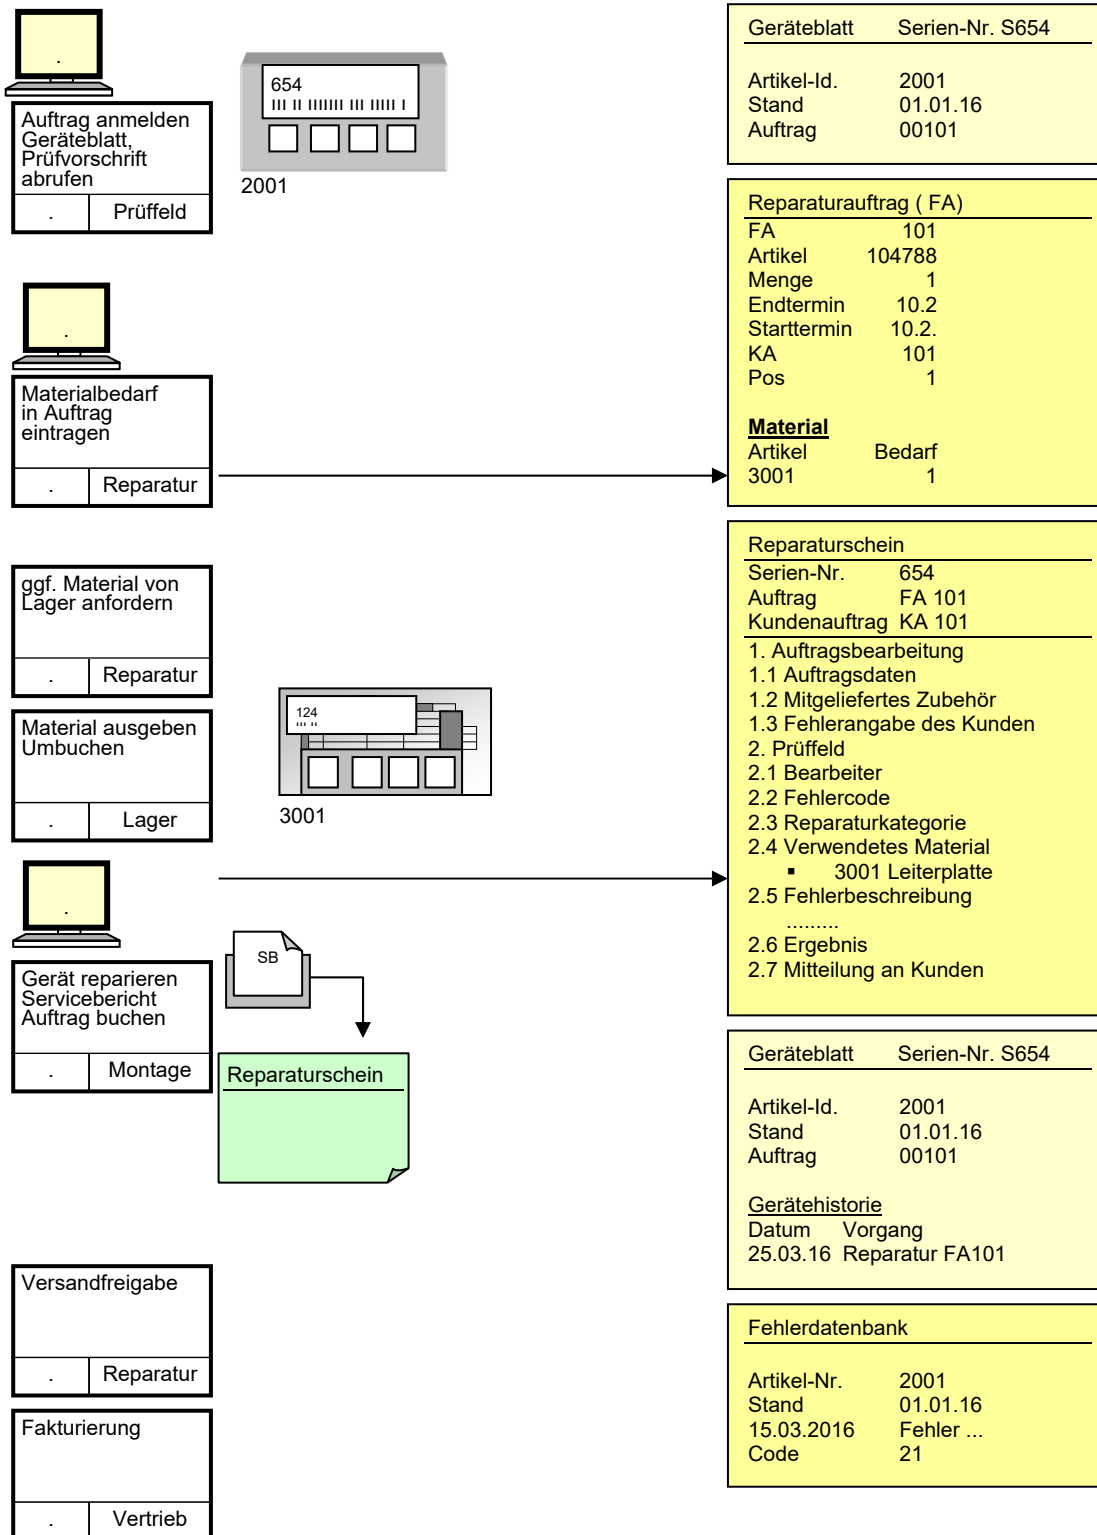 .
Auftrag anmelden
Geräteblatt,
Prüfvorschrift
abrufen
. Prüffeld
654
2001
Geräteblatt Serien-Nr. S654
Artikel-Id. 2001
Stand 01.01.16
Auftrag 00101
.
Materialbedarf
in Auftrag
eintragen
. Reparatur
Reparaturauftrag ( FA)
FA 101
Artikel 104788
Menge 1
Endtermin 10.2
Starttermin 10.2.
KA 101
Pos 1
Material
Artikel Bedarf
3001 1
ggf. Material von
Lager anfordern
. Reparatur
Material ausgeben
Umbuchen
. Lager
124
3001
Reparaturschein
Serien-Nr. 654
Auftrag FA 101
Kundenauftrag KA 101
1. Auftragsbearbeitung
1.1 Auftragsdaten
1.2 Mitgeliefertes Zubehör
1.3 Fehlerangabe des Kunden
2. Prüffeld
2.1 Bearbeiter
2.2 Fehlercode
2.3 Reparaturkategorie
2.4 Verwendetes Material
▪ 3001 Leiterplatte
2.5 Fehlerbeschreibung
.........
2.6 Ergebnis
2.7 Mitteilung an Kunden
.
Gerät reparieren
Servicebericht
Auftrag buchen
. Montage
SB
Reparaturschein
Geräteblatt Serien-Nr. S654
Artikel-Id. 2001
Stand 01.01.16
Auftrag 00101
Gerätehistorie
Datum Vorgang
25.03.16 Reparatur FA101
Versandfreigabe
. Reparatur
Fakturierung
. Vertrieb
Fehlerdatenbank
Artikel-Nr. 2001
Stand 01.01.16
15.03.2016 Fehler ...
Code 21